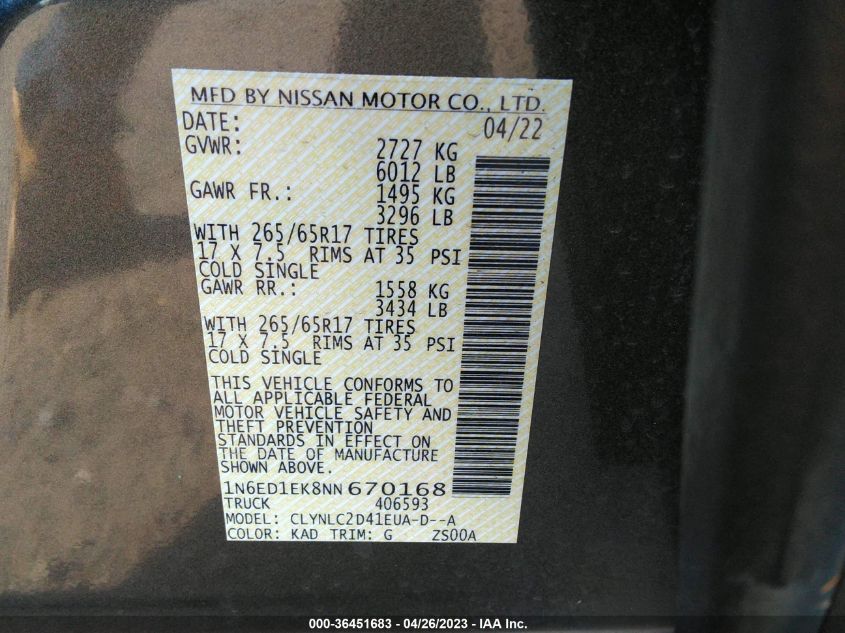 MFD BY NISSAN MOTOR CO., LTD.
DATE: 04/22
GVWR: 2727 KG
6012 LB
GAWR FR.: 1495 KG
3296 LB
WITH 265/65R17 TIRES
17 X 7.5 RIMS AT 35 PSI
COLD SINGLE
GAWR RR.: 1558 KG
3434 LB
WITH 265/65R17 TIRES
17 X 7.5 RIMS AT 35 PSI
COLD SINGLE
THIS VEHICLE CONFORMS TO
ALL APPLICABLE FEDERAL
MOTOR VEHICLE SAFETY AND
THEFT PREVENTION
STANDARDS IN EFFECT ON
THE DATE OF MANUFACTURE
SHOWN ABOVE.
1N6ED1EK8NN670168
TRUCK 406593
MODEL: CLYNLC2D41EUA-D--A
COLOR: KAD TRIM: G ZS00A
000-36451683 - 04/26/2023 - IAA Inc.